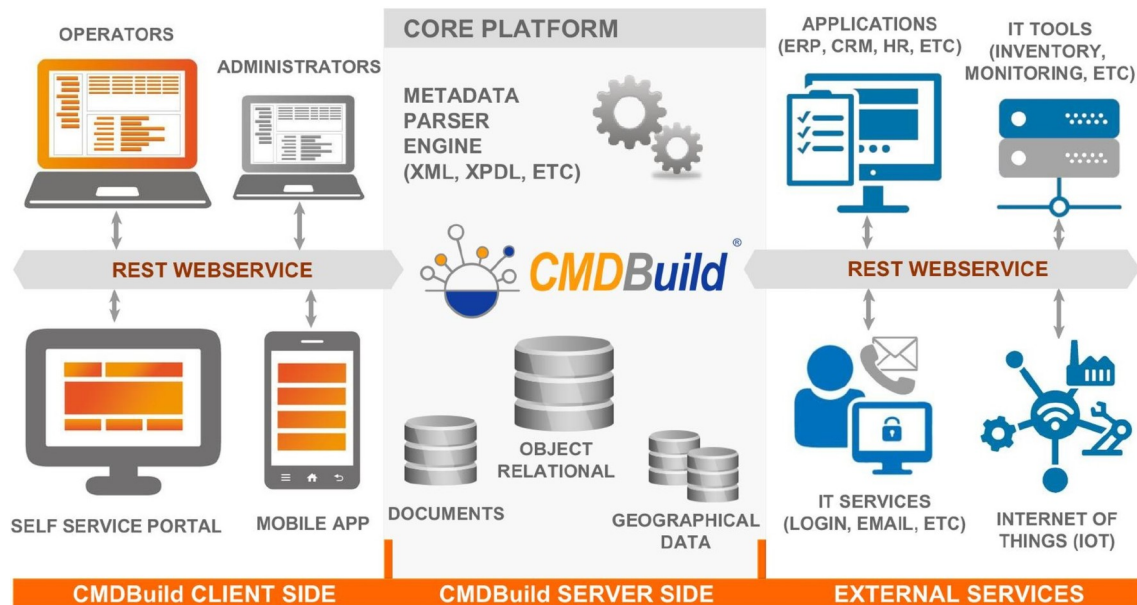 OPERATORS
ADMINISTRATORS
REST WEBSERVICE
SELF SERVICE PORTAL
MOBILE APP
CMDBuild CLIENT SIDE
CORE PLATFORM
METADATA
PARSER
ENGINE
(XML, XPDL, ETC)
CMDBuild®
OBJECT
RELATIONAL
DOCUMENTS
GEOGRAPHICAL
DATA
CMDBuild SERVER SIDE
APPLICATIONS
(ERP, CRM, HR, ETC)
IT TOOLS
(INVENTORY,
MONITORING, ETC)
REST WEBSERVICE
IT SERVICES
(LOGIN, EMAIL, ETC)
INTERNET OF
THINGS (IOT)
EXTERNAL SERVICES